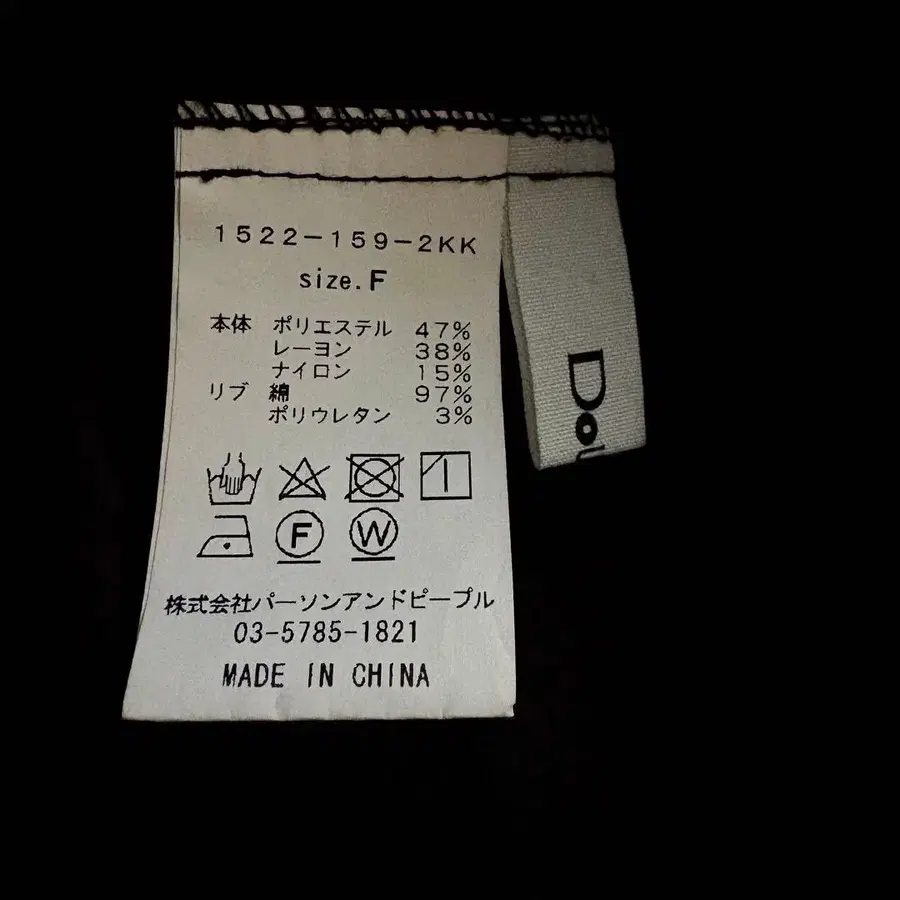 1522-159-2KK
size.F
本体 ポリエステル 47%
レーヨン 38%
ナイロン 15%
リブ 綿 97%
ポリウレタン 3%
F W
株式会社パーソンアンドピープル
03-5785-1821
MADE IN CHINA
Do